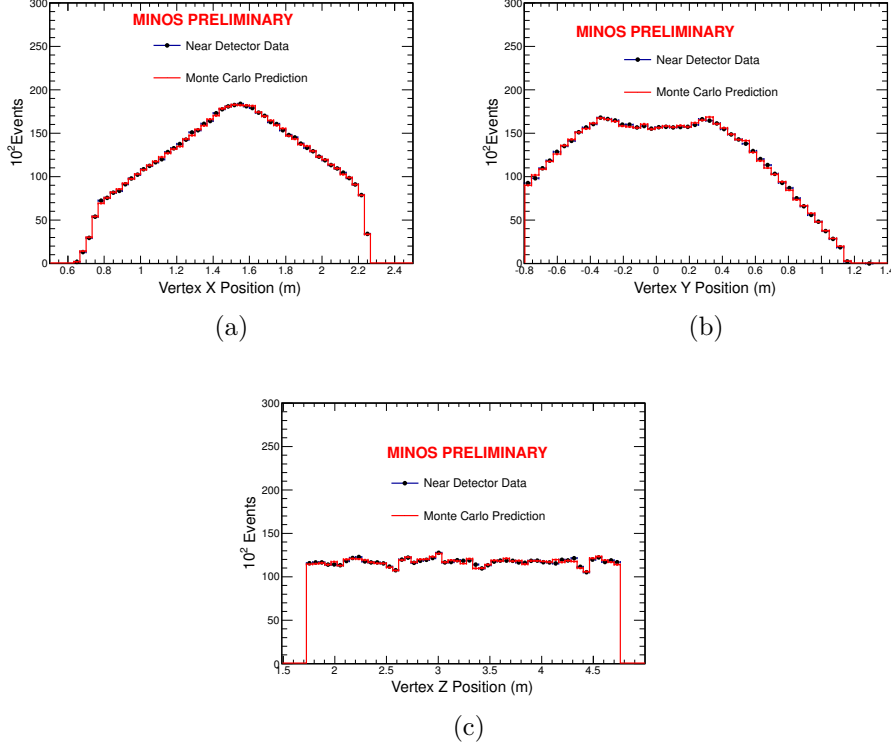 300
MINOS PRELIMINARY
250
Near Detector Data
200
Monte Carlo Prediction
150
10² Events
100
50
0
0.6 0.8 1 1.2 1.4 1.6 1.8 2 2.2 2.4
Vertex X Position (m)
(a)
300
MINOS PRELIMINARY
250
Near Detector Data
200
Monte Carlo Prediction
150
10² Events
100
50
0
-0.8 -0.6 -0.4 -0.2 0 0.2 0.4 0.6 0.8 1 1.2 1.4
Vertex Y Position (m)
(b)
300
250
MINOS PRELIMINARY
200
Near Detector Data
Monte Carlo Prediction
150
10² Events
100
50
0
1.5 2 2.5 3 3.5 4 4.5
Vertex Z Position (m)
(c)